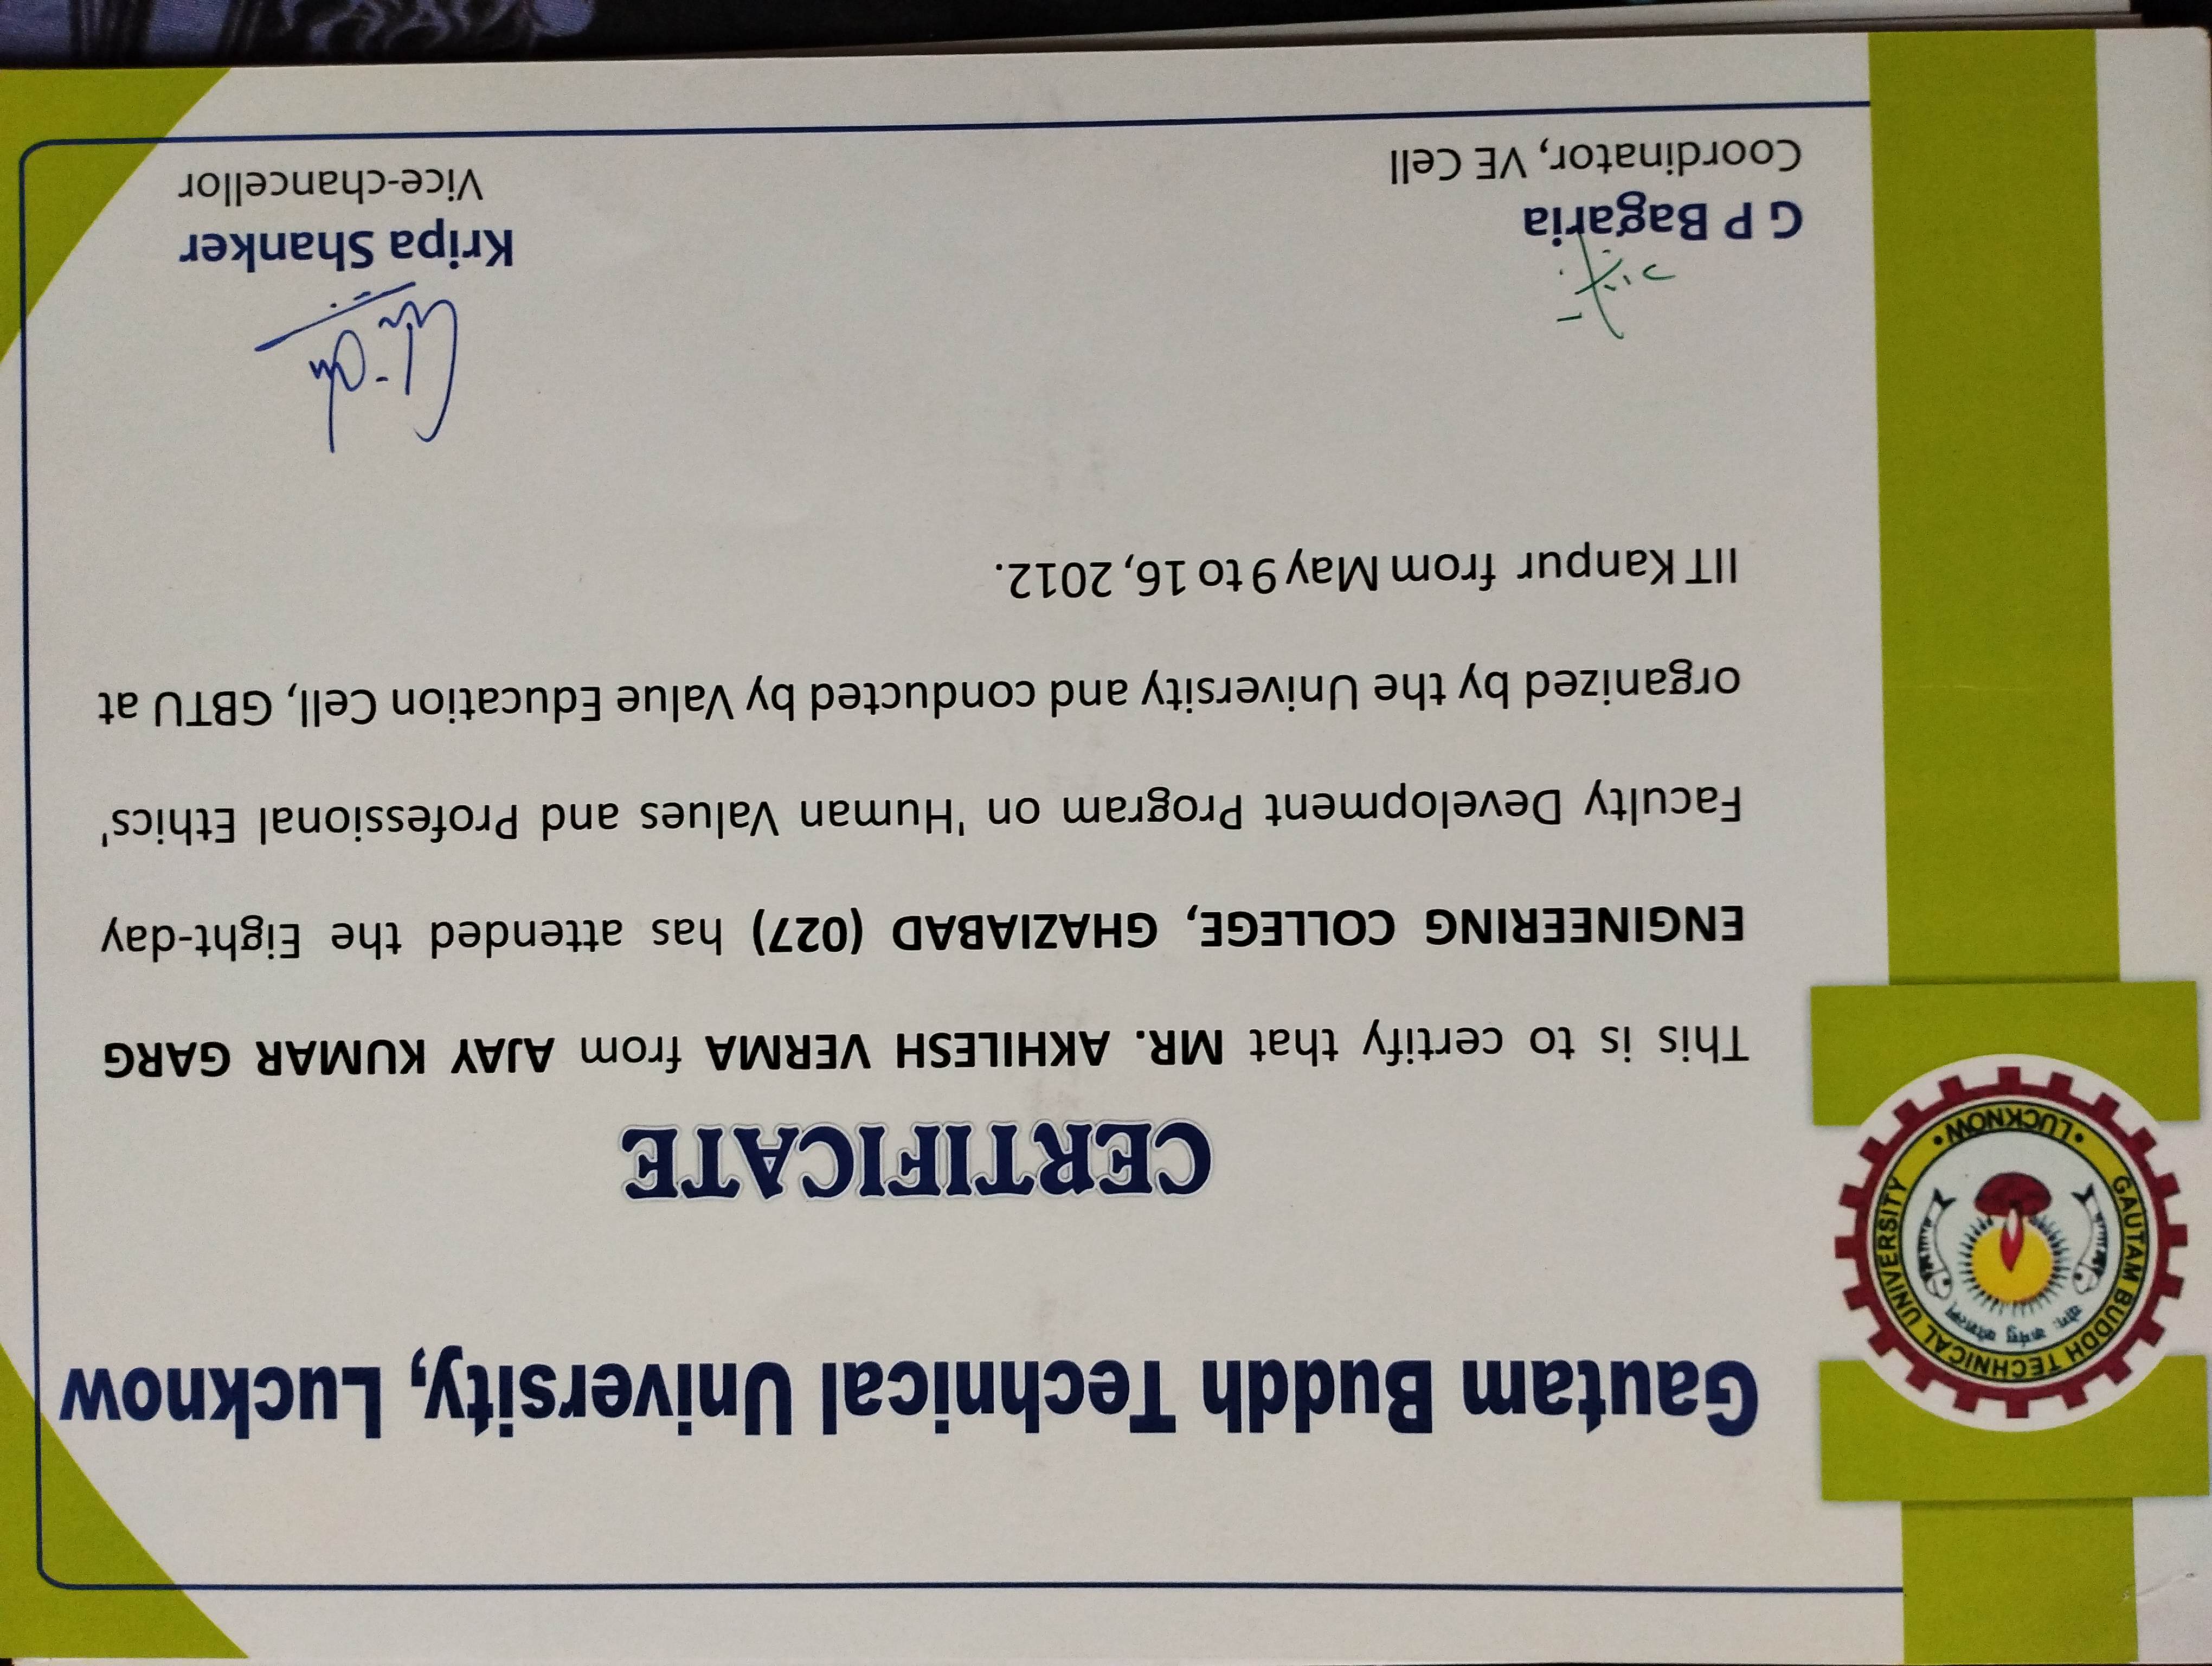 Gautam Buddh Technical University, Lucknow
GAUTAM BUDDH TECHNICAL UNIVERSITY
•LUCKNOW•
CERTIFICATE
This is to certify that MR. AKHILESH VERMA from AJAY KUMAR GARG
ENGINEERING COLLEGE, GHAZIABAD (027) has attended the Eight-day
Faculty Development Program on 'Human Values and Professional Ethics'
organized by the University and conducted by Value Education Cell, GBTU at
IIT Kanpur from May 9 to 16, 2012.
G P Bagaria
Coordinator, VE Cell
Kripa Shanker
Vice-chancellor